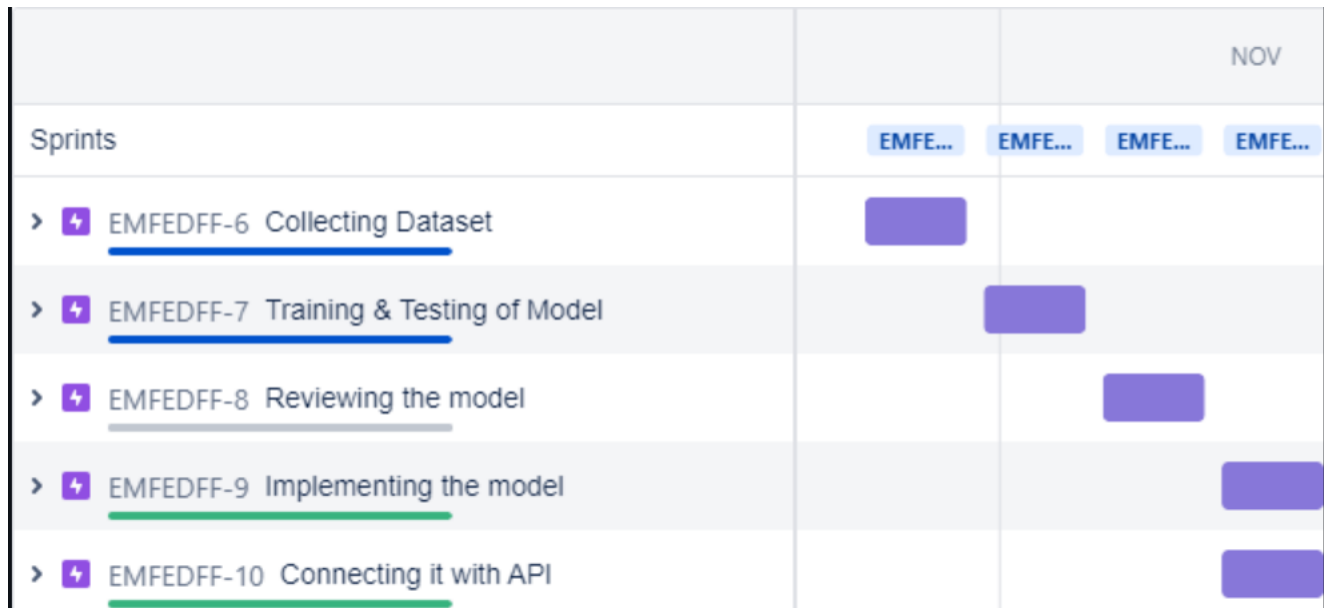 NOV
Sprints EMFE... EMFE... EMFE... EMFE...
EMFEDFF-6 Collecting Dataset
EMFEDFF-7 Training & Testing of Model
EMFEDFF-8 Reviewing the model
EMFEDFF-9 Implementing the model
EMFEDFF-10 Connecting it with API